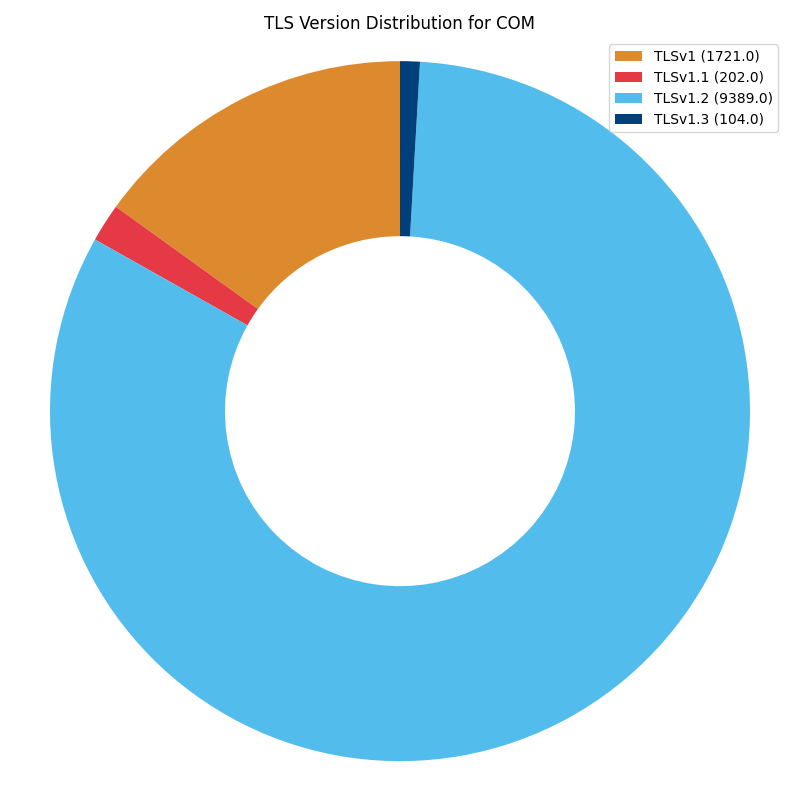 TLS Version Distribution for COM
TLSv1 (1721.0)
TLSv1.1 (202.0)
TLSv1.2 (9389.0)
TLSv1.3 (104.0)